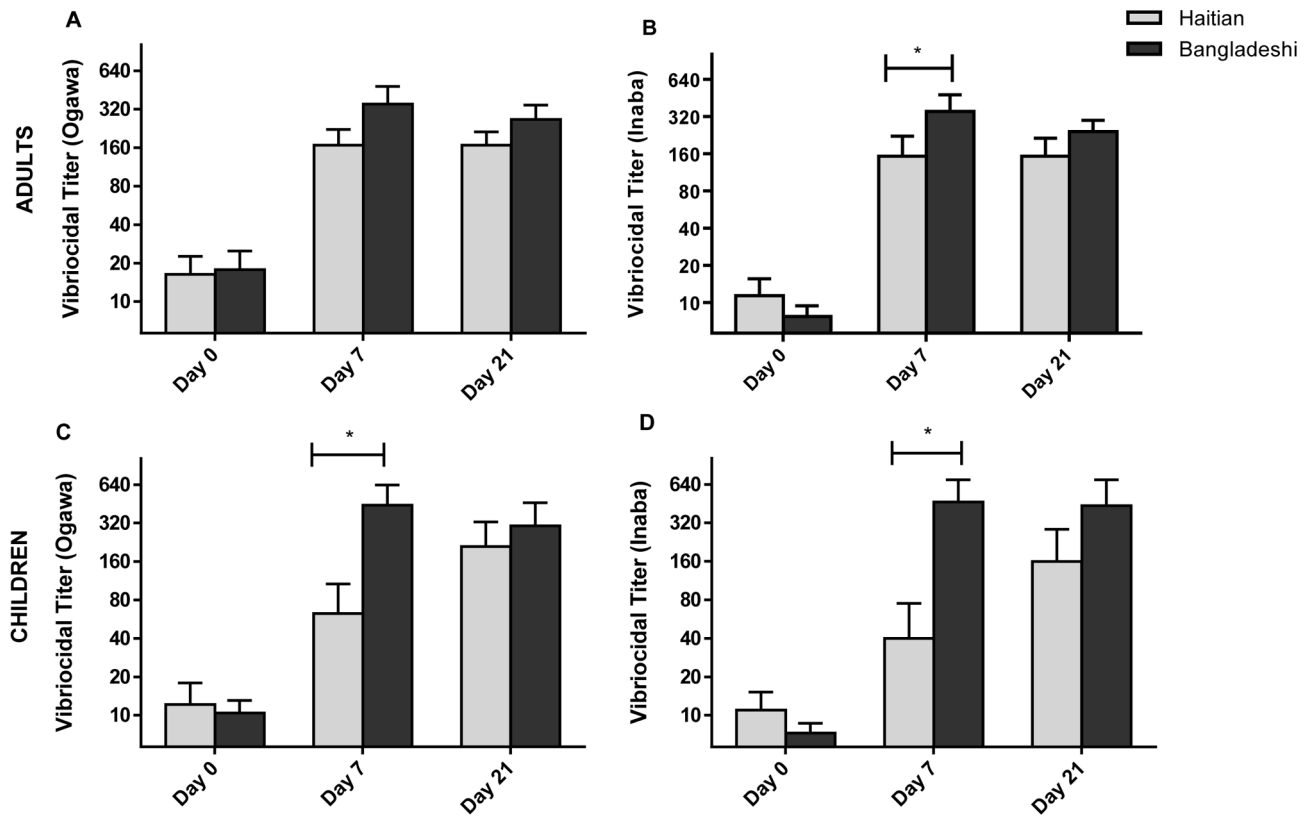 Haitian
Bangladeshi
ADULTS
A
Vibriocidal Titer (Ogawa)
640
320
160
80
40
20
10
Day 0
Day 7
Day 21
B
Vibriocidal Titer (Inaba)
640
320
160
80
40
20
10
*
Day 0
Day 7
Day 21
CHILDREN
C
Vibriocidal Titer (Ogawa)
640
320
160
80
40
20
10
*
Day 0
Day 7
Day 21
D
Vibriocidal Titer (Inaba)
640
320
160
80
40
20
10
*
Day 0
Day 7
Day 21